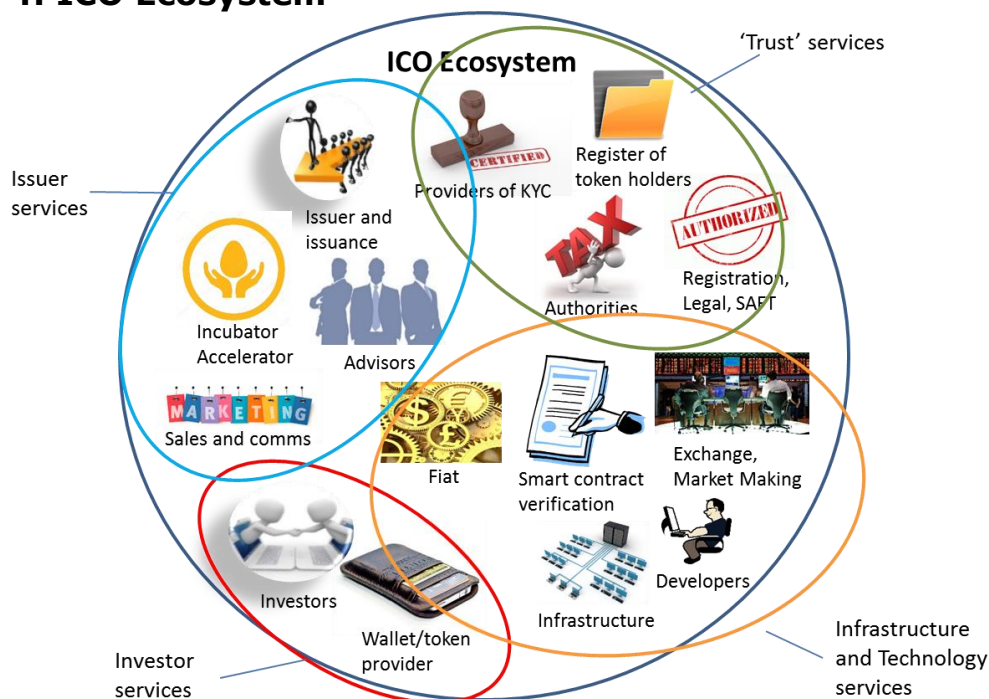 ICO Ecosystem
'Trust' services
CERTIFIED
Providers of KYC
Register of
token holders
Issuer
services
Issuer and
issuance
TAX
Authorities
AUTHORIZED
Registration,
Legal, SAFT
Incubator
Accelerator
Advisors
MARKETING
Sales and comms
Fiat
Smart contract
verification
Exchange,
Market Making
Investors
Wallet/token
provider
Infrastructure
Developers
Investor
services
Infrastructure
and Technology
services